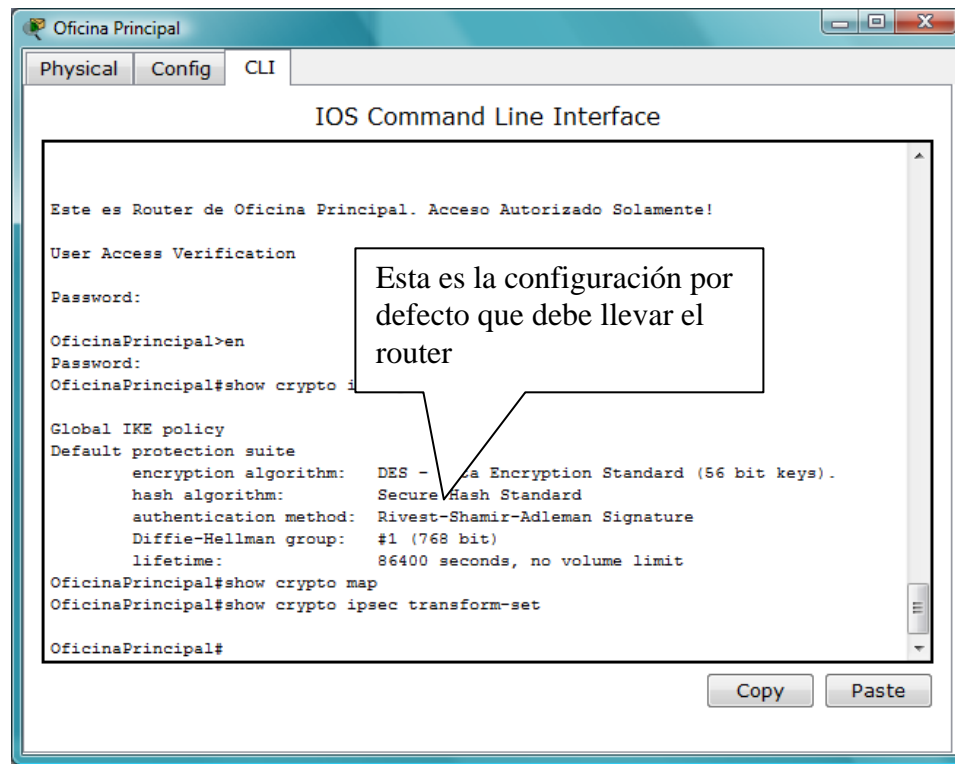 Oficina Principal
Physical Config CLI
IOS Command Line Interface
Este es Router de Oficina Principal. Acceso Autorizado Solamente!
User Access Verification
Password:
OficinaPrincipal>en
Password:
OficinaPrincipal#show crypto
Esta es la configuración por
defecto que debe llevar el
router
Global IKE policy
Default protection suite
encryption algorithm: DES - Encryption Standard (56 bit keys).
hash algorithm: Secure Hash Standard
authentication method: Rivest-Shamir-Adleman Signature
Diffie-Hellman group: #1 (768 bit)
lifetime: 86400 seconds, no volume limit
OficinaPrincipal#show crypto map
OficinaPrincipal#show crypto ipsec transform-set
OficinaPrincipal#
Copy Paste